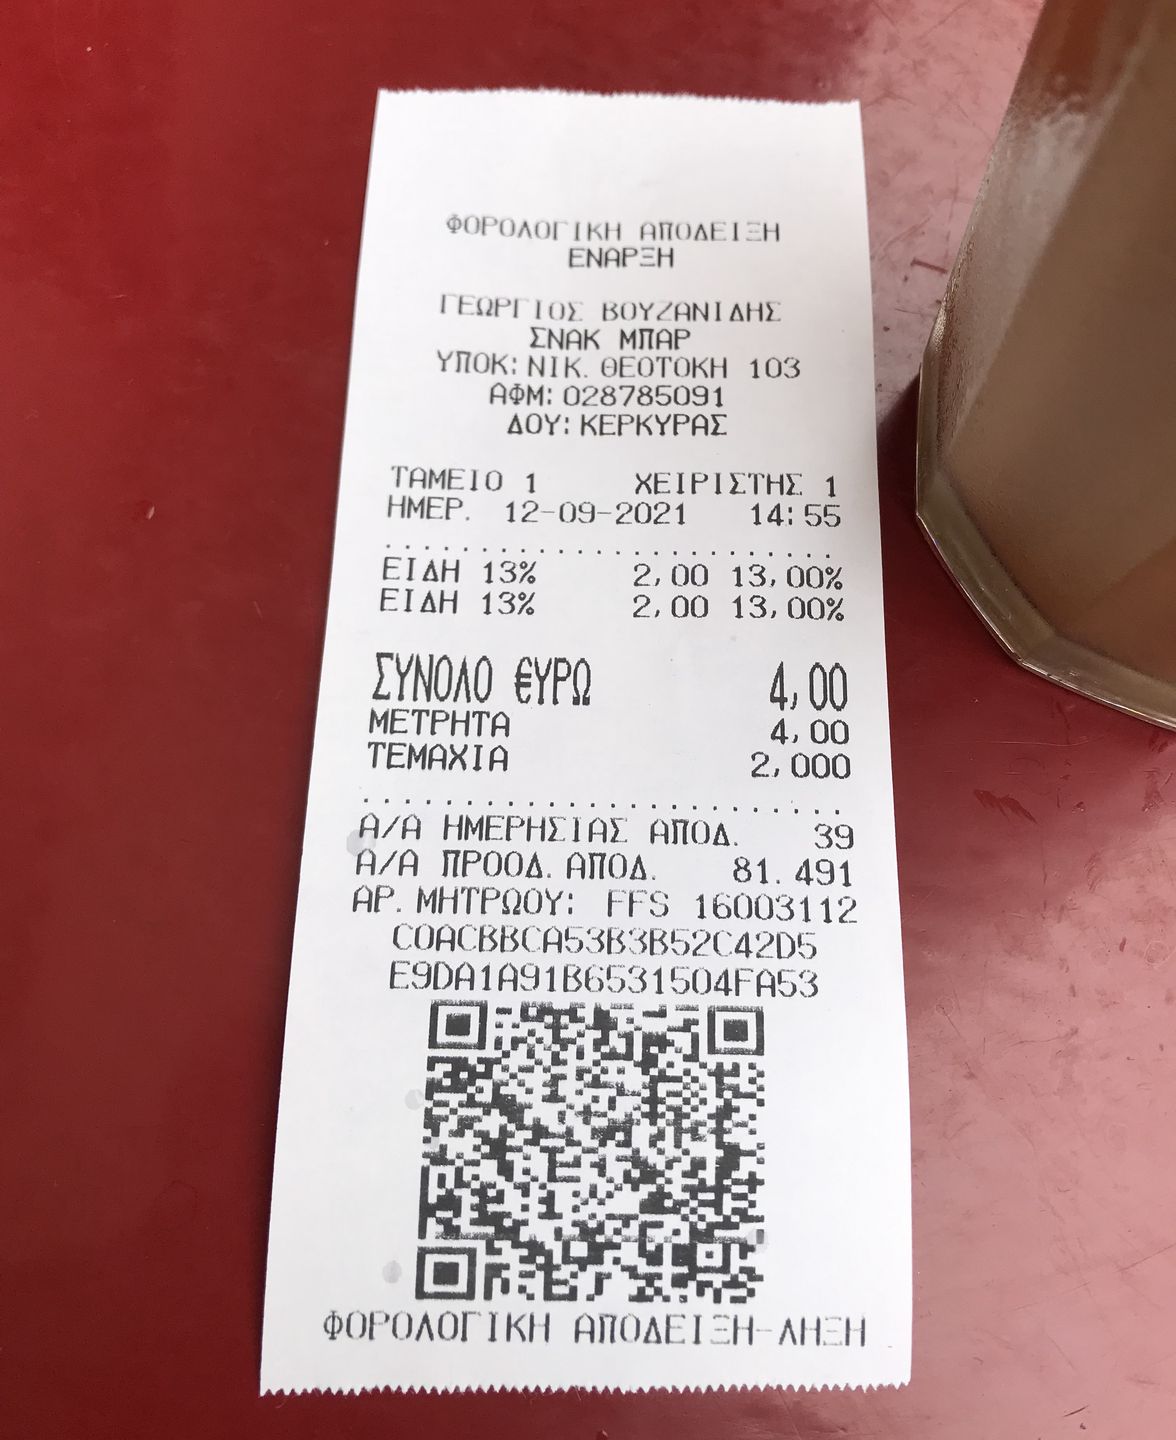 ΦΟΡΟΛΟΓΙΚΗ ΑΠΟΔΕΙΞΗ
ΕΝΑΡΞΗ
ΓΕΩΡΓΙΟΣ ΒΟΥΖΑΝΙΔΗΣ
ΣΝΑΚ ΜΠΑΡ
ΥΠΟΚ: ΝΙΚ. ΘΕΟΤΟΚΗ 103
ΑΦΜ: 028785091
ΔΟΥ: ΚΕΡΚΥΡΑΣ
ΤΑΜΕΙΟ 1 ΧΕΙΡΙΣΤΗΣ 1
ΗΜΕΡ. 12-09-2021 14:55
ΕΙΔΗ 13% 2,00 13,00%
ΕΙΔΗ 13% 2,00 13,00%
ΣΥΝΟΛΟ €ΥΡΩ 4,00
ΜΕΤΡΗΤΑ 4,00
ΤΕΜΑΧΙΑ 2,000
Α/Α ΗΜΕΡΗΣΙΑΣ ΑΠΟΔ. 39
Α/Α ΠΡΟΟΔ. ΑΠΟΔ. 81.491
ΑΡ. ΜΗΤΡΩΟΥ: FFS 16003112
C0ACBBCA53B3B52C42D5
E9DA1A91B6531504FA53
ΦΟΡΟΛΟΓΙΚΗ ΑΠΟΔΕΙΞΗ-ΛΗΞΗ